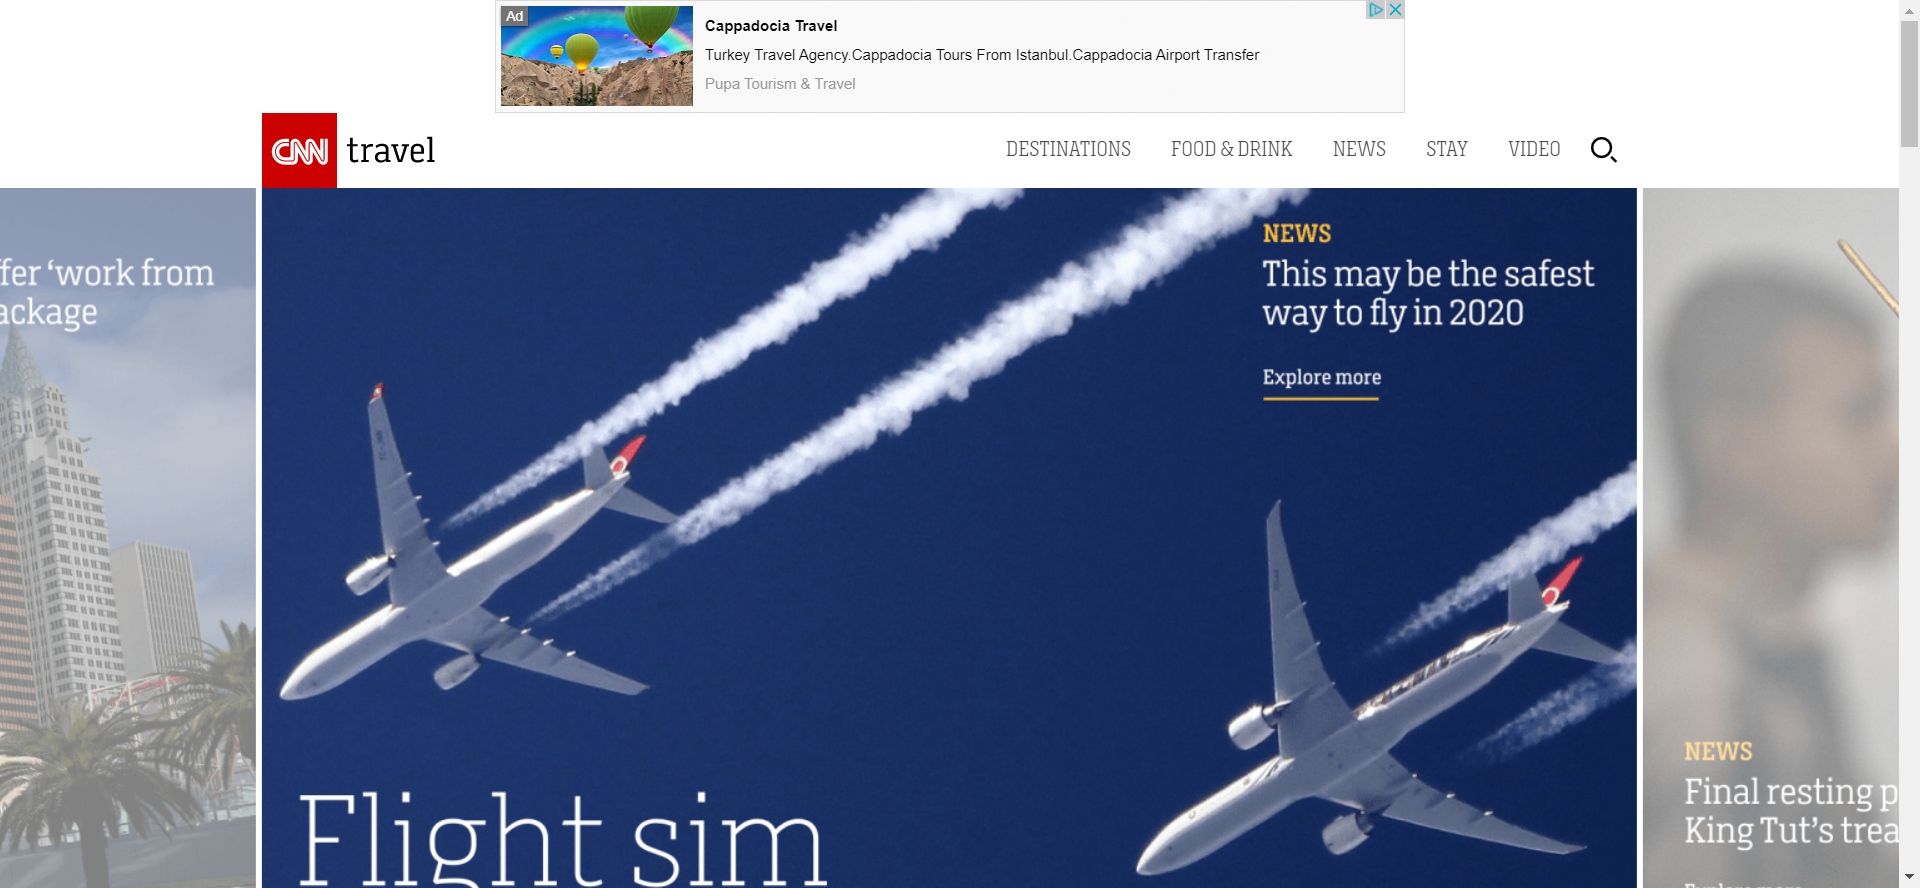 Ad
Cappadocia Travel
Turkey Travel Agency.Cappadocia Tours From Istanbul.Cappadocia Airport Transfer
Pupa Tourism & Travel
CNN travel
DESTINATIONS FOOD & DRINK NEWS STAY VIDEO
fer ‘work from
ackage
NEWS
This may be the safest
way to fly in 2020
Explore more
Flight sim
NEWS
Final resting p
King Tut’s trea